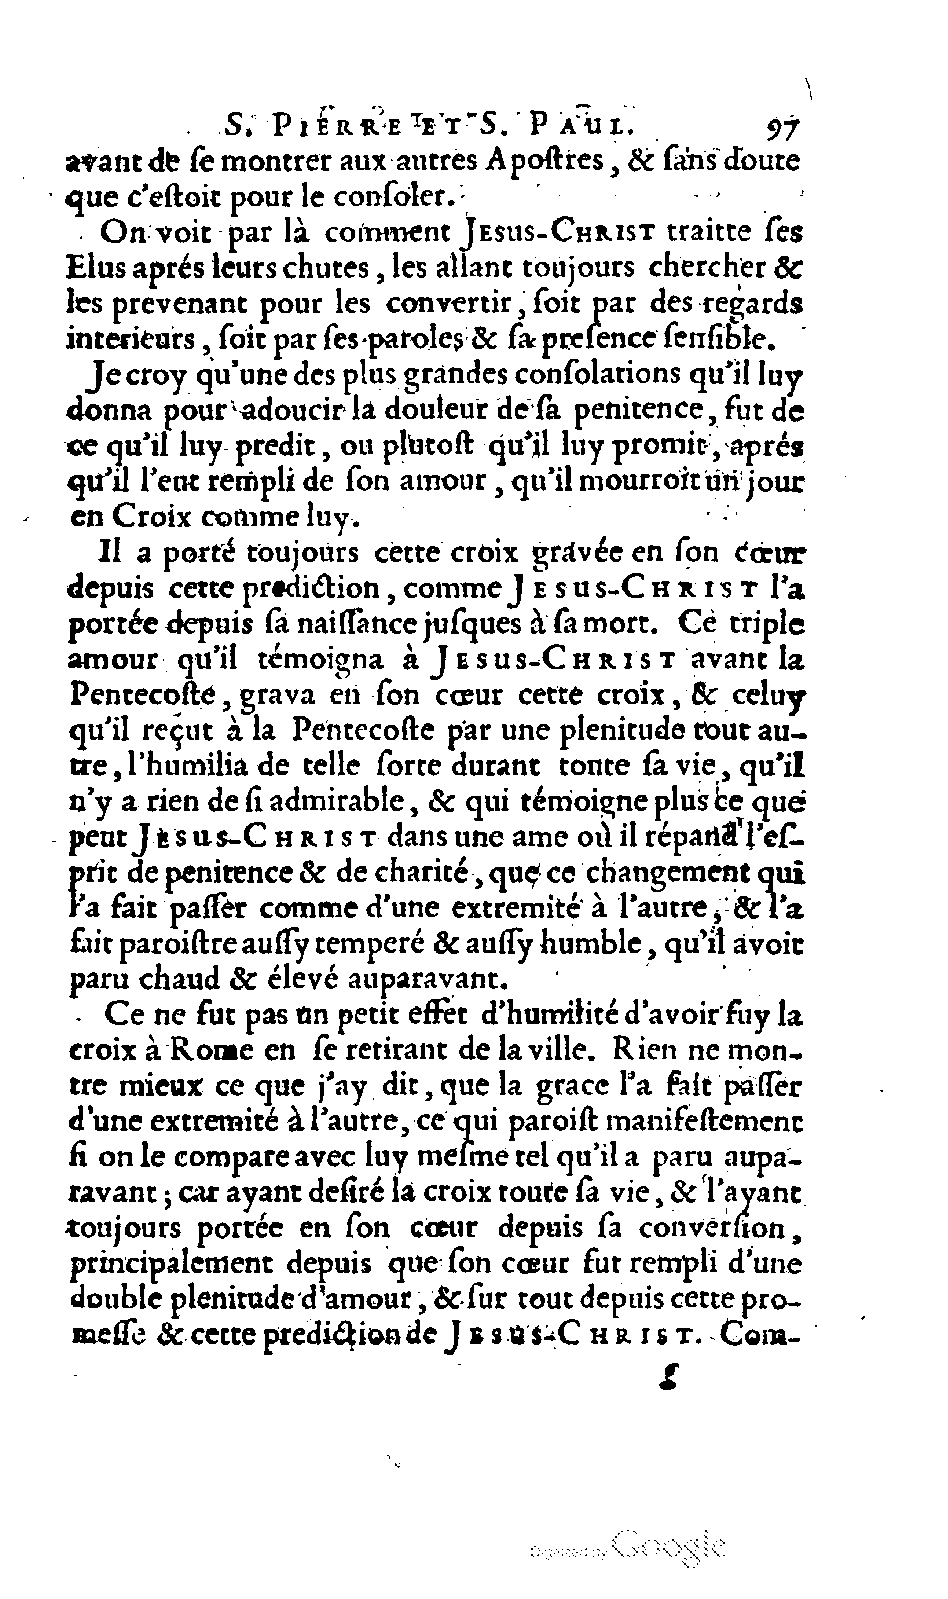 S. PIERRE ET S. PAUL. 97
avant de ſe montrer aux autres Apoſtres, & ſans doute
que c'eſtoit pour le conſoler.
On voit par là comment JESUS-CHRIST traitte ſes
Elus aprés leurs chutes, les allant toujours chercher &
les prevenant pour les convertir, ſoit par des regards
interieurs, ſoit par ſes paroles & ſa preſence ſenſible.
Je croy qu'une des plus grandes conſolations qu'il luy
donna pour adoucir la douleur de ſa penitence, fut de
ce qu'il luy predit, ou plutoſt qu'il luy promit, aprés
qu'il l'eut rempli de ſon amour, qu'il mourroit un jour
en Croix comme luy.
Il a porté toujours cette croix gravée en ſon cœur
depuis cette prediction, comme JESUS-CHRIST l'a
portée depuis ſa naiſſance juſques à ſa mort. Ce triple
amour qu'il témoigna à JESUS-CHRIST avant la
Pentecoſte, grava en ſon cœur cette croix, & celuy
qu'il reçut à la Pentecoſte par une plenitude tout au-
tre, l'humilia de telle ſorte durant toute ſa vie, qu'il
n'y a rien de ſi admirable, & qui témoigne plus ce que
peut JESUS-CHRIST dans une ame où il répand l'eſ-
prit de penitence & de charité, que ce changement qui
l'a fait paſſer comme d'une extremité à l'autre, & l'a
fait paroiſtre auſſy temperé & auſſy humble, qu'il avoit
paru chaud & élevé auparavant.
Ce ne fut pas un petit effet d'humilité d'avoir fuy la
croix à Rome en ſe retirant de la ville. Rien ne mon-
tre mieux ce que j'ay dit, que la grace l'a fait paſſer
d'une extremité à l'autre, ce qui paroiſt manifeſtement
ſi on le compare avec luy meſme tel qu'il a paru aupa-
ravant; car ayant deſiré la croix toute ſa vie, & l'ayant
toujours portée en ſon cœur depuis ſa converſion,
principalement depuis que ſon cœur fut rempli d'une
double plenitude d'amour, & ſur tout depuis cette pro-
meſſe & cette prediction de JESUS-CHRIST. Com-
g
Digitized by Google